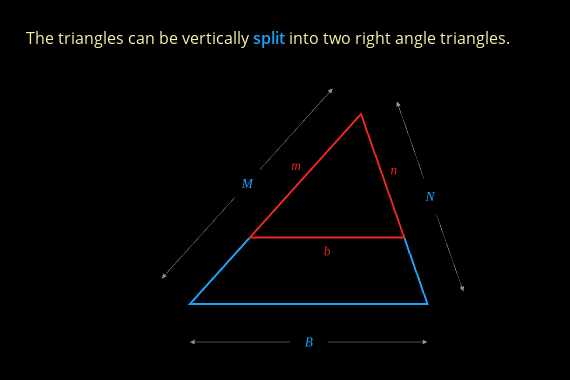 The triangles can be vertically split into two right angle triangles.
m
n
M
N
b
B